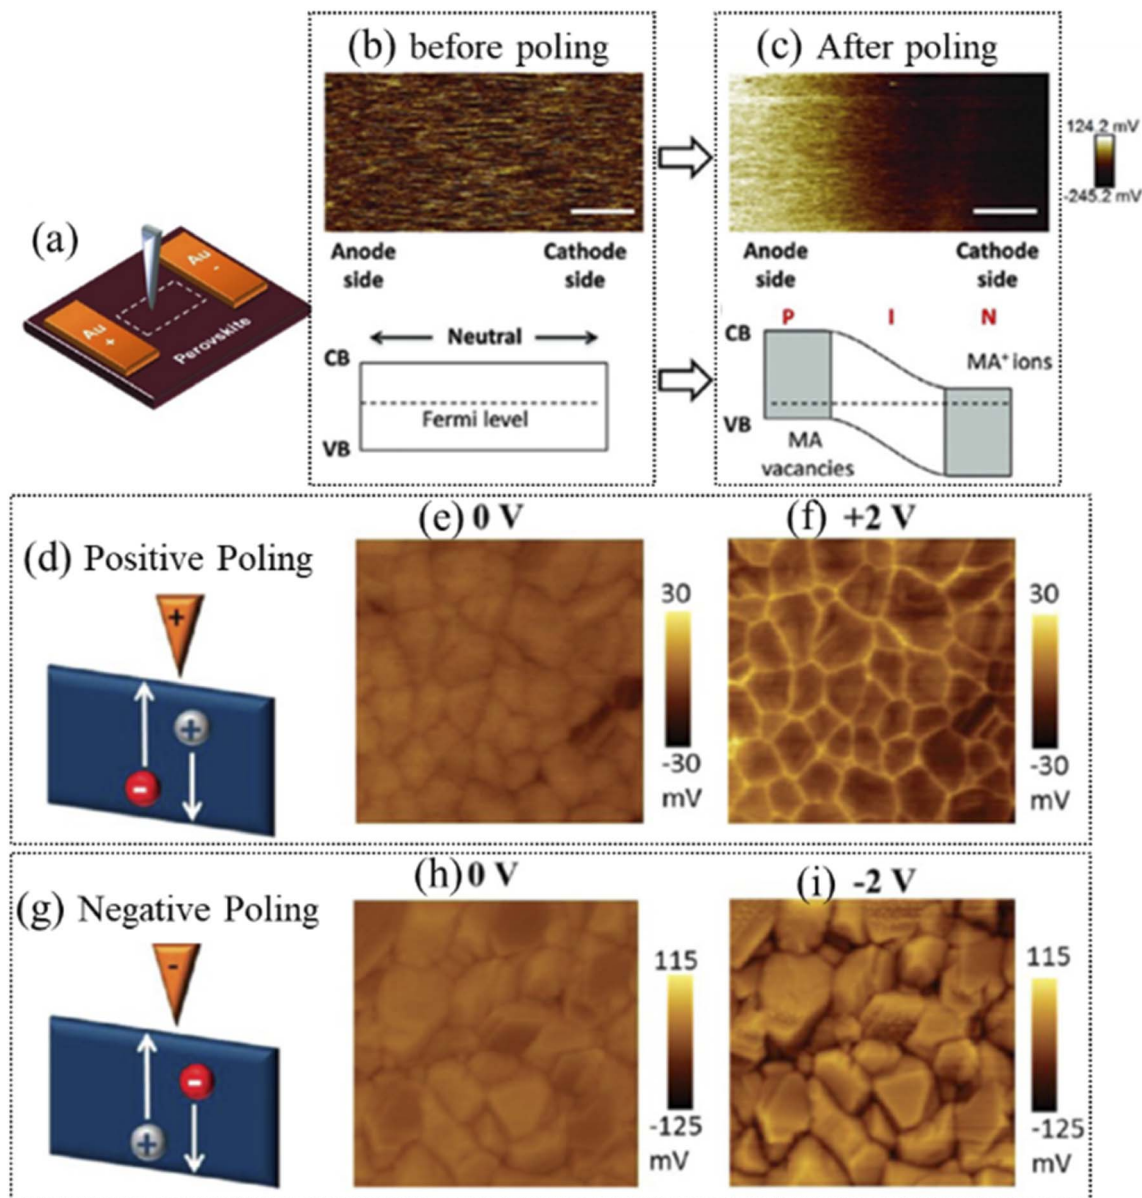 (a)
Au
-
Au
+
Perovskite
(b) before poling
Anode
side
Cathode
side
Neutral
CB
Fermi level
VB
(c) After poling
124.2 mV
-245.2 mV
Anode
side
Cathode
side
P I N
CB
MA+ ions
VB
MA
vacancies
(d) Positive Poling
+
+
-
(e) 0 V
30
-30
mV
(f) +2 V
30
-30
mV
(g) Negative Poling
-
-
+
(h) 0 V
115
-125
mV
(i) -2 V
115
-125
mV